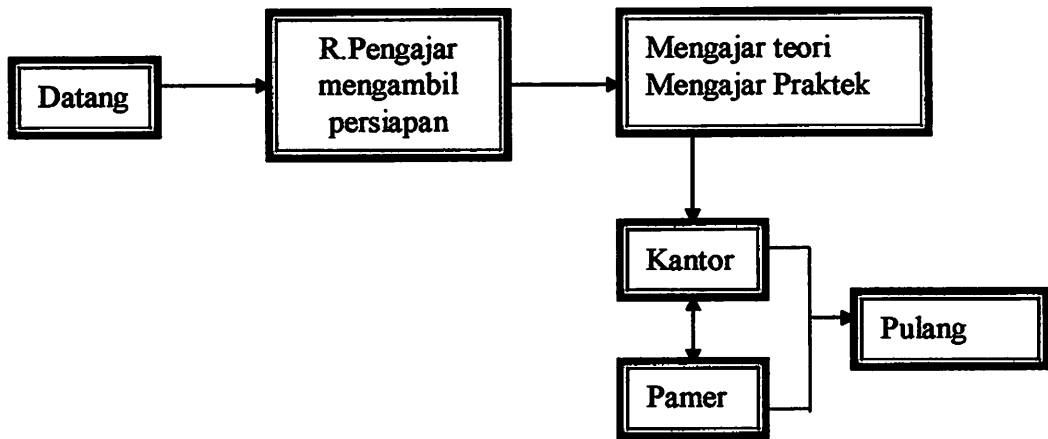 Datang
R.Pengajar
mengambil
persiapan
Mengajar teori
Mengajar Praktek
Kantor
Pamer
Pulang